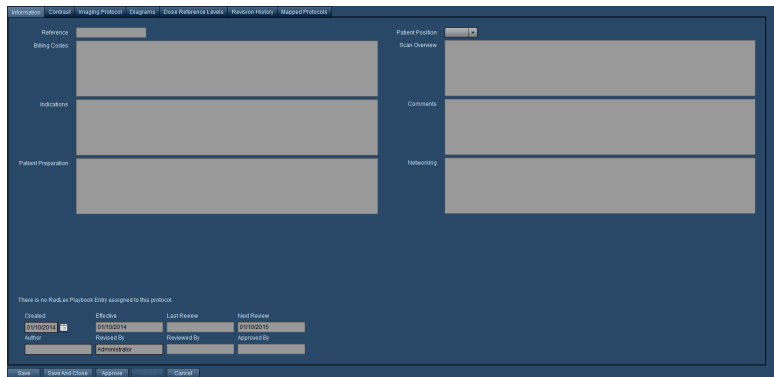 Information Contrast Imaging Protocol Diagrams Dose Reference Levels Revision History Mapped Protocols
Reference Patient Position
Billing Codes Scan Overview
Indications Comments
Patient Preparation Networking
There is no RadLex Playbook Entry assigned to this protocol.
Created Effective Last Review Next Review
01/10/2014 01/10/2014 01/10/2015
Author Revised By Reviewed By Approved By
Administrator
Save Save And Close Approve Cancel